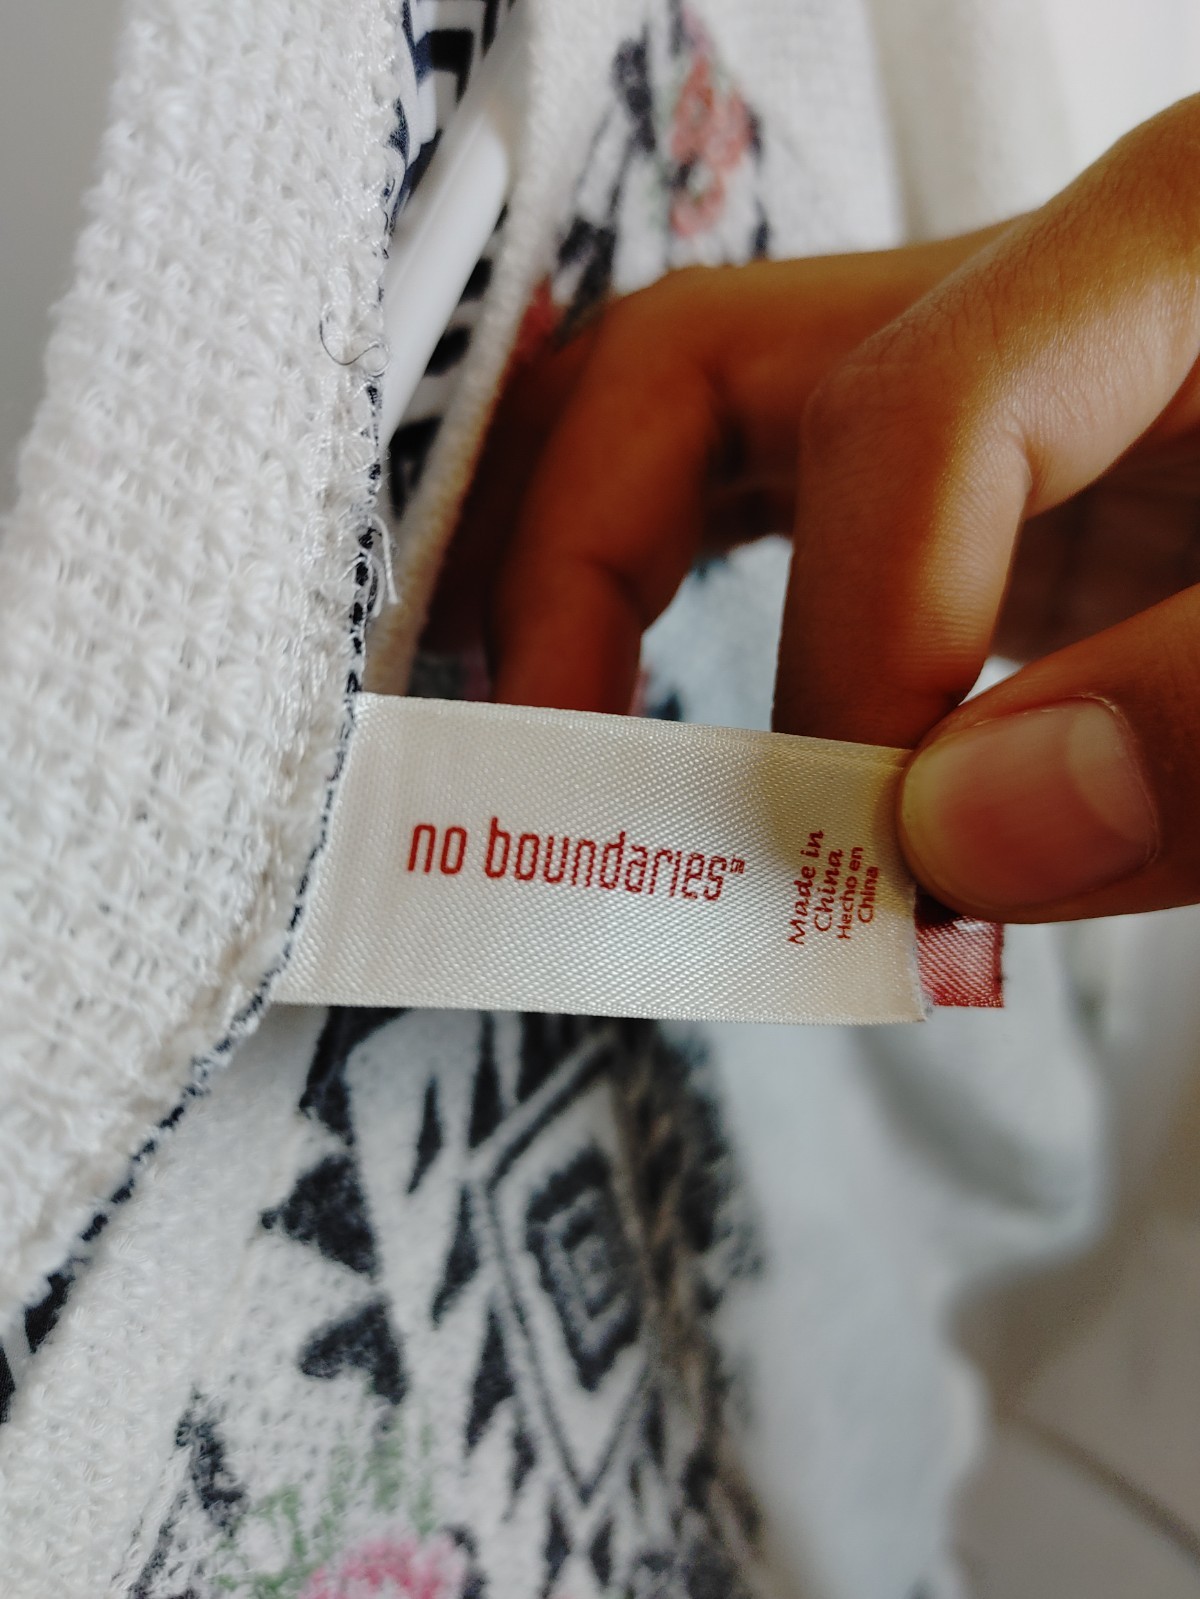 no boundaries™
Made in
China
Hecho en
China